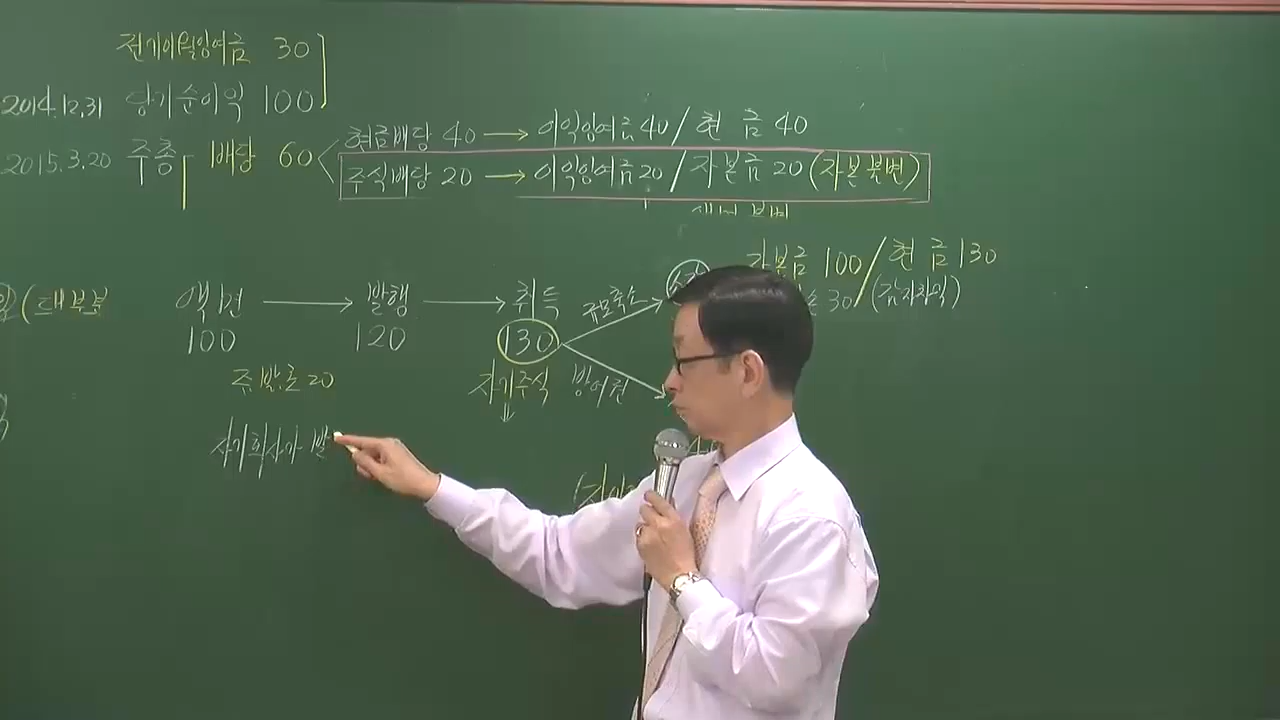 전기이월잉여금 30
2014.12.31 당기순이익 100
2015.3.20 주총 배당 60
현금배당 40 → 이익잉여금 40 / 현금 40
주식배당 20 → 이익잉여금 20 / 자본금 20 (자본불변)
자본금 100 / 현금 130
30 (감자차익)
(대부분 액면 → 발행 → 취득 규모축소
100 120 130
주.발.초 20 자기주식 방어권
자기회사가 발